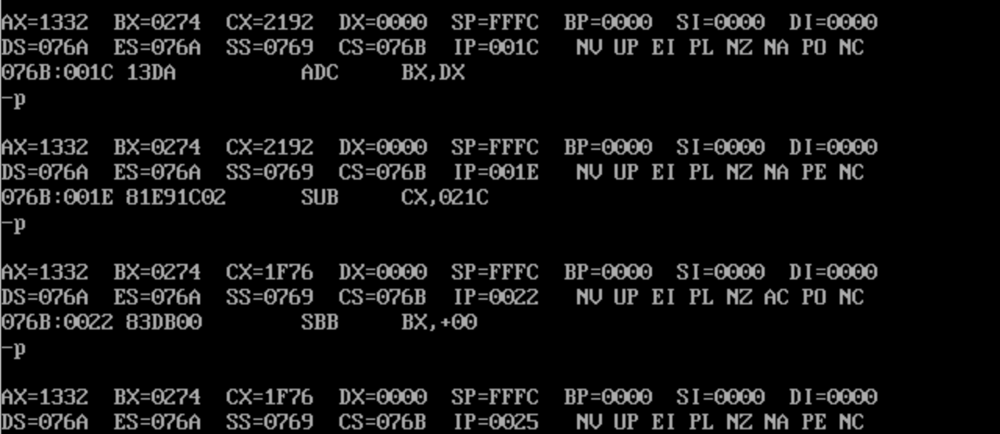 AX=1332  BX=0274  CX=2192  DX=0000  SP=FFFC  BP=0000  SI=0000  DI=0000
DS=076A  ES=076A  SS=0769  CS=076B  IP=001C   NV UP EI PL NZ NA PO NC
076B:001C 13DA          ADC     BX,DX
-p
AX=1332  BX=0274  CX=2192  DX=0000  SP=FFFC  BP=0000  SI=0000  DI=0000
DS=076A  ES=076A  SS=0769  CS=076B  IP=001E   NV UP EI PL NZ NA PE NC
076B:001E 81E91C02      SUB     CX,021C
-p
AX=1332  BX=0274  CX=1F76  DX=0000  SP=FFFC  BP=0000  SI=0000  DI=0000
DS=076A  ES=076A  SS=0769  CS=076B  IP=0022   NV UP EI PL NZ AC PO NC
076B:0022 83DB00        SBB     BX,+00
-p
AX=1332  BX=0274  CX=1F76  DX=0000  SP=FFFC  BP=0000  SI=0000  DI=0000
DS=076A  ES=076A  SS=0769  CS=076B  IP=0025   NV UP EI PL NZ NA PE NC